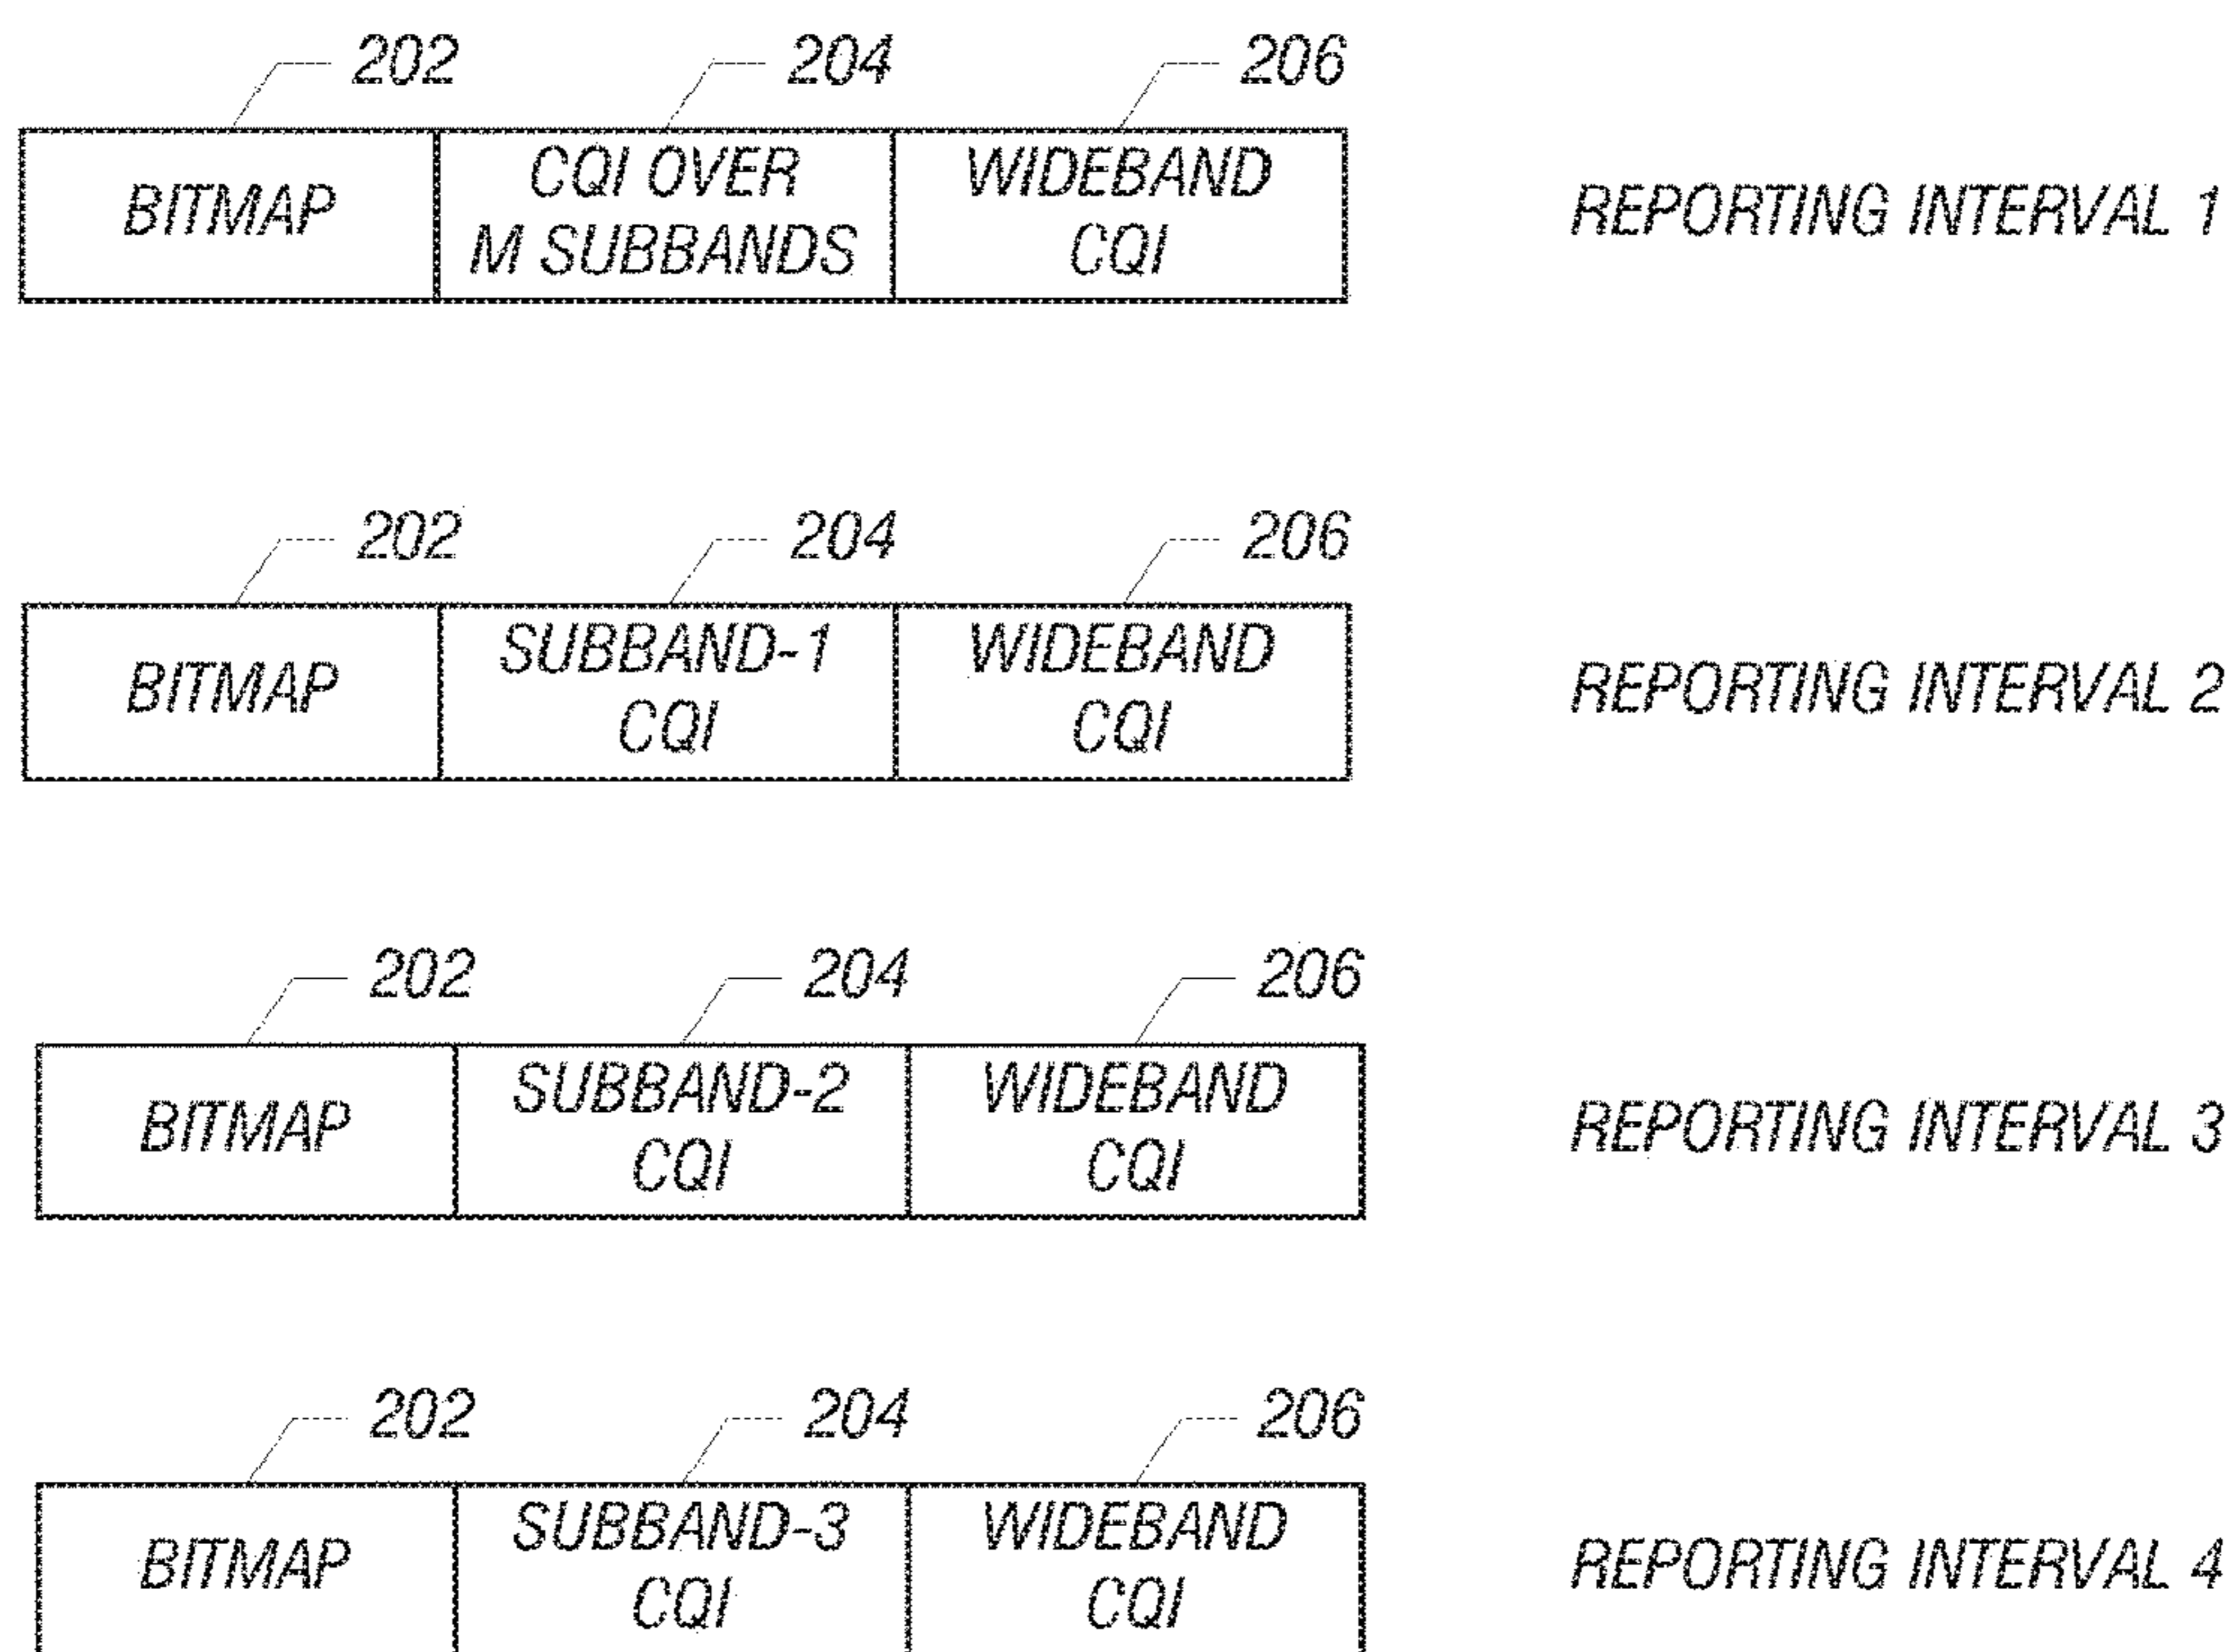 202 204 206
BITMAP CQI OVER M SUBBANDS WIDEBAND CQI REPORTING INTERVAL 1
202 204 206
BITMAP SUBBAND-1 CQI WIDEBAND CQI REPORTING INTERVAL 2
202 204 206
BITMAP SUBBAND-2 CQI WIDEBAND CQI REPORTING INTERVAL 3
202 204 206
BITMAP SUBBAND-3 CQI WIDEBAND CQI REPORTING INTERVAL 4